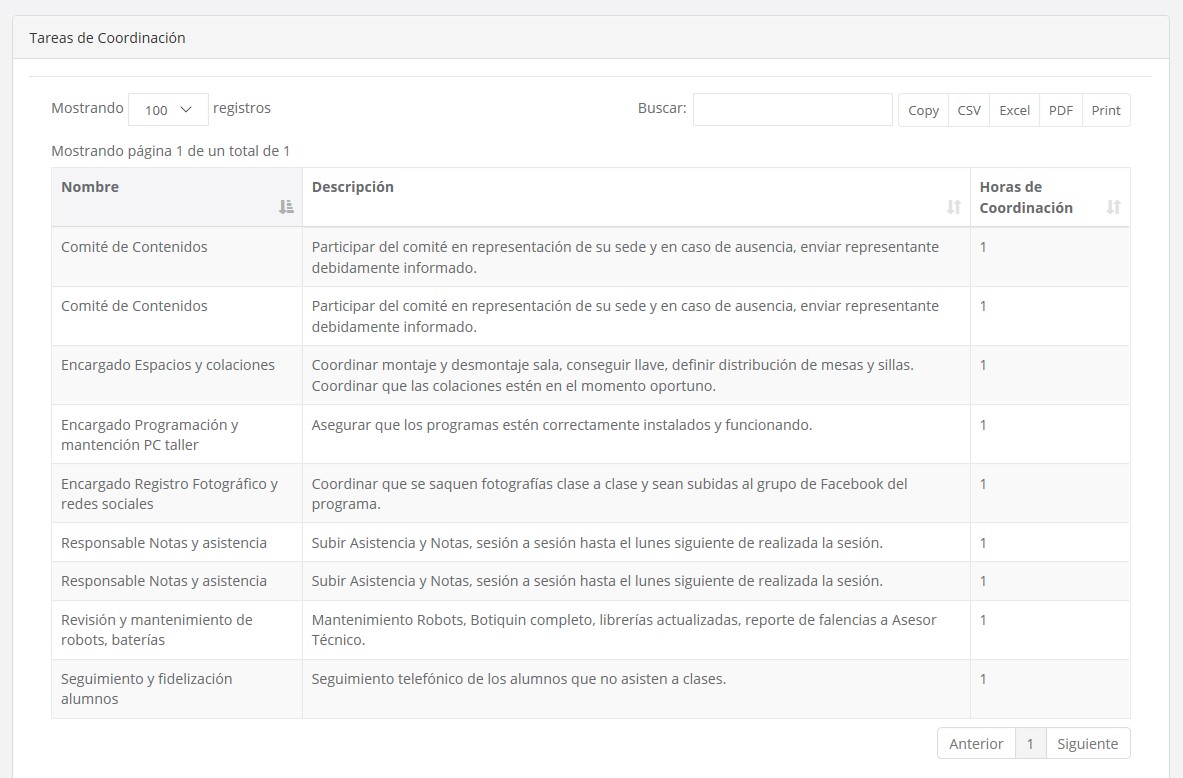 Tareas de Coordinación
Mostrando 100 registros
Buscar: Copy CSV Excel PDF Print
Mostrando página 1 de un total de 1
Nombre
Descripción
Horas de
Coordinación
Comité de Contenidos
Participar del comité en representación de su sede y en caso de ausencia, enviar representante
debidamente informado.
1
Comité de Contenidos
Participar del comité en representación de su sede y en caso de ausencia, enviar representante
debidamente informado.
1
Encargado Espacios y colaciones
Coordinar montaje y desmontaje sala, conseguir llave, definir distribución de mesas y sillas.
Coordinar que las colaciones estén en el momento oportuno.
1
Encargado Programación y
mantención PC taller
Asegurar que los programas estén correctamente instalados y funcionando.
1
Encargado Registro Fotográfico y
redes sociales
Coordinar que se saquen fotografías clase a clase y sean subidas al grupo de Facebook del
programa.
1
Responsable Notas y asistencia
Subir Asistencia y Notas, sesión a sesión hasta el lunes siguiente de realizada la sesión.
1
Responsable Notas y asistencia
Subir Asistencia y Notas, sesión a sesión hasta el lunes siguiente de realizada la sesión.
1
Revisión y mantenimiento de
robots, baterías
Mantenimiento Robots, Botiquin completo, librerías actualizadas, reporte de falencias a Asesor
Técnico.
1
Seguimiento y fidelización
alumnos
Seguimiento telefónico de los alumnos que no asisten a clases.
1
Anterior 1 Siguiente